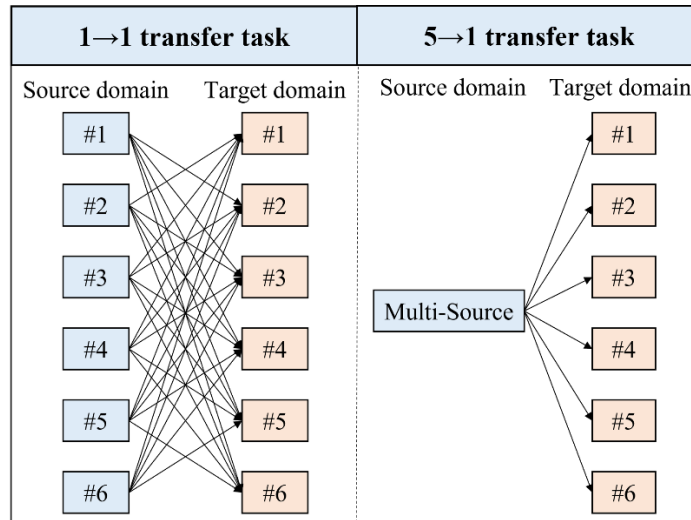 1→1 transfer task
5→1 transfer task
Source domain
Target domain
Source domain
Target domain
#1
#1
#1
#2
#2
#2
#3
#3
#3
Multi-Source
#4
#4
#4
#5
#5
#5
#6
#6
#6